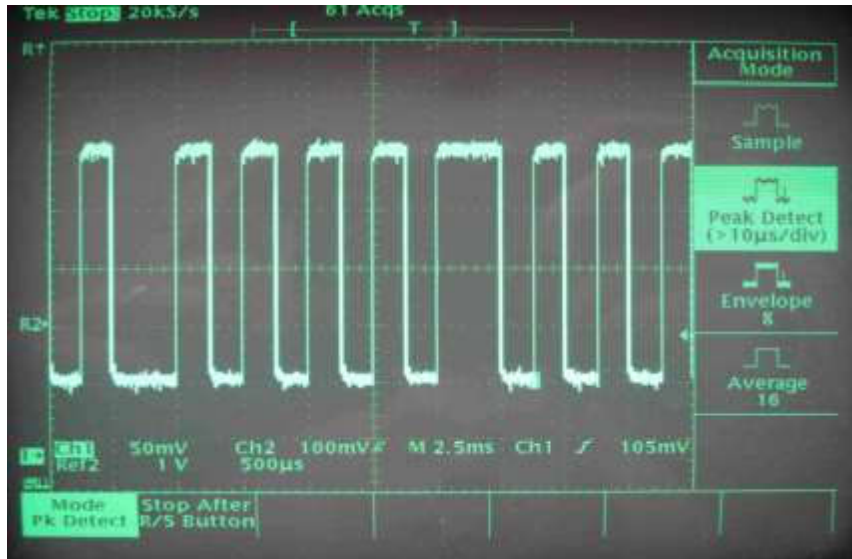 Tek Stop 20kS/s 61 Acqs
[ T ]
R↑
Acquisition
Mode
Sample
Peak Detect
(>10µs/div)
R2
Envelope
8
Average
16
Ch1 50mV Ch2 100mV M 2.5ms Ch1 105mV
Ref2 1 V 500µs
Mode
Pk Detect
Stop After
R/S Button